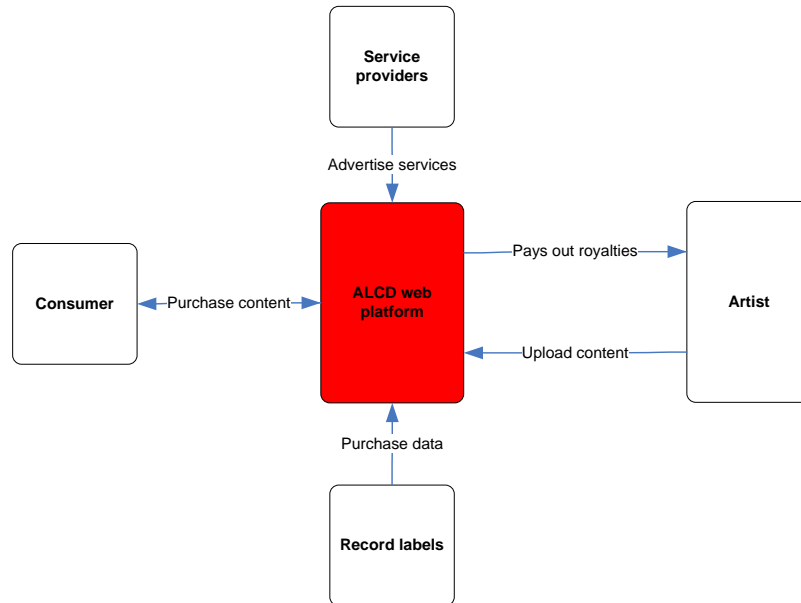 Service
providers
Advertise services
ALCD web
platform
Pays out royalties
Consumer
Purchase content
Artist
Upload content
Purchase data
Record labels